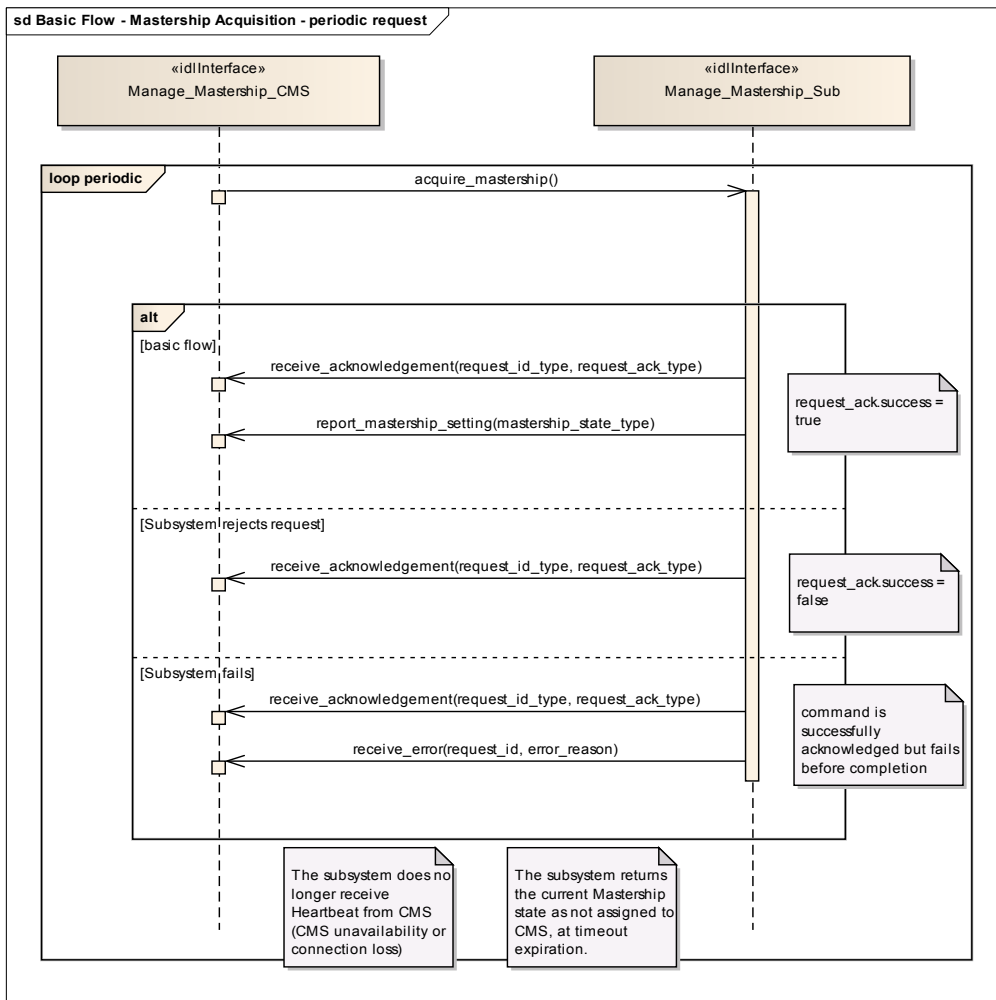 sd Basic Flow - Mastership Acquisition - periodic request
«idlInterface»
Manage_Mastership_CMS
«idlInterface»
Manage_Mastership_Sub
loop periodic
acquire_mastership()
alt
[basic flow]
receive_acknowledgement(request_id_type, request_ack_type)
request_ack.success =
true
report_mastership_setting(mastership_state_type)
[Subsystem rejects request]
receive_acknowledgement(request_id_type, request_ack_type)
request_ack.success =
false
[Subsystem fails]
receive_acknowledgement(request_id_type, request_ack_type)
command is
successfully
acknowledged but fails
before completion
receive_error(request_id, error_reason)
The subsystem does no
longer receive
Heartbeat from CMS
(CMS unavailability or
connection loss)
The subsystem returns
the current Mastership
state as not assigned to
CMS, at timeout
expiration.